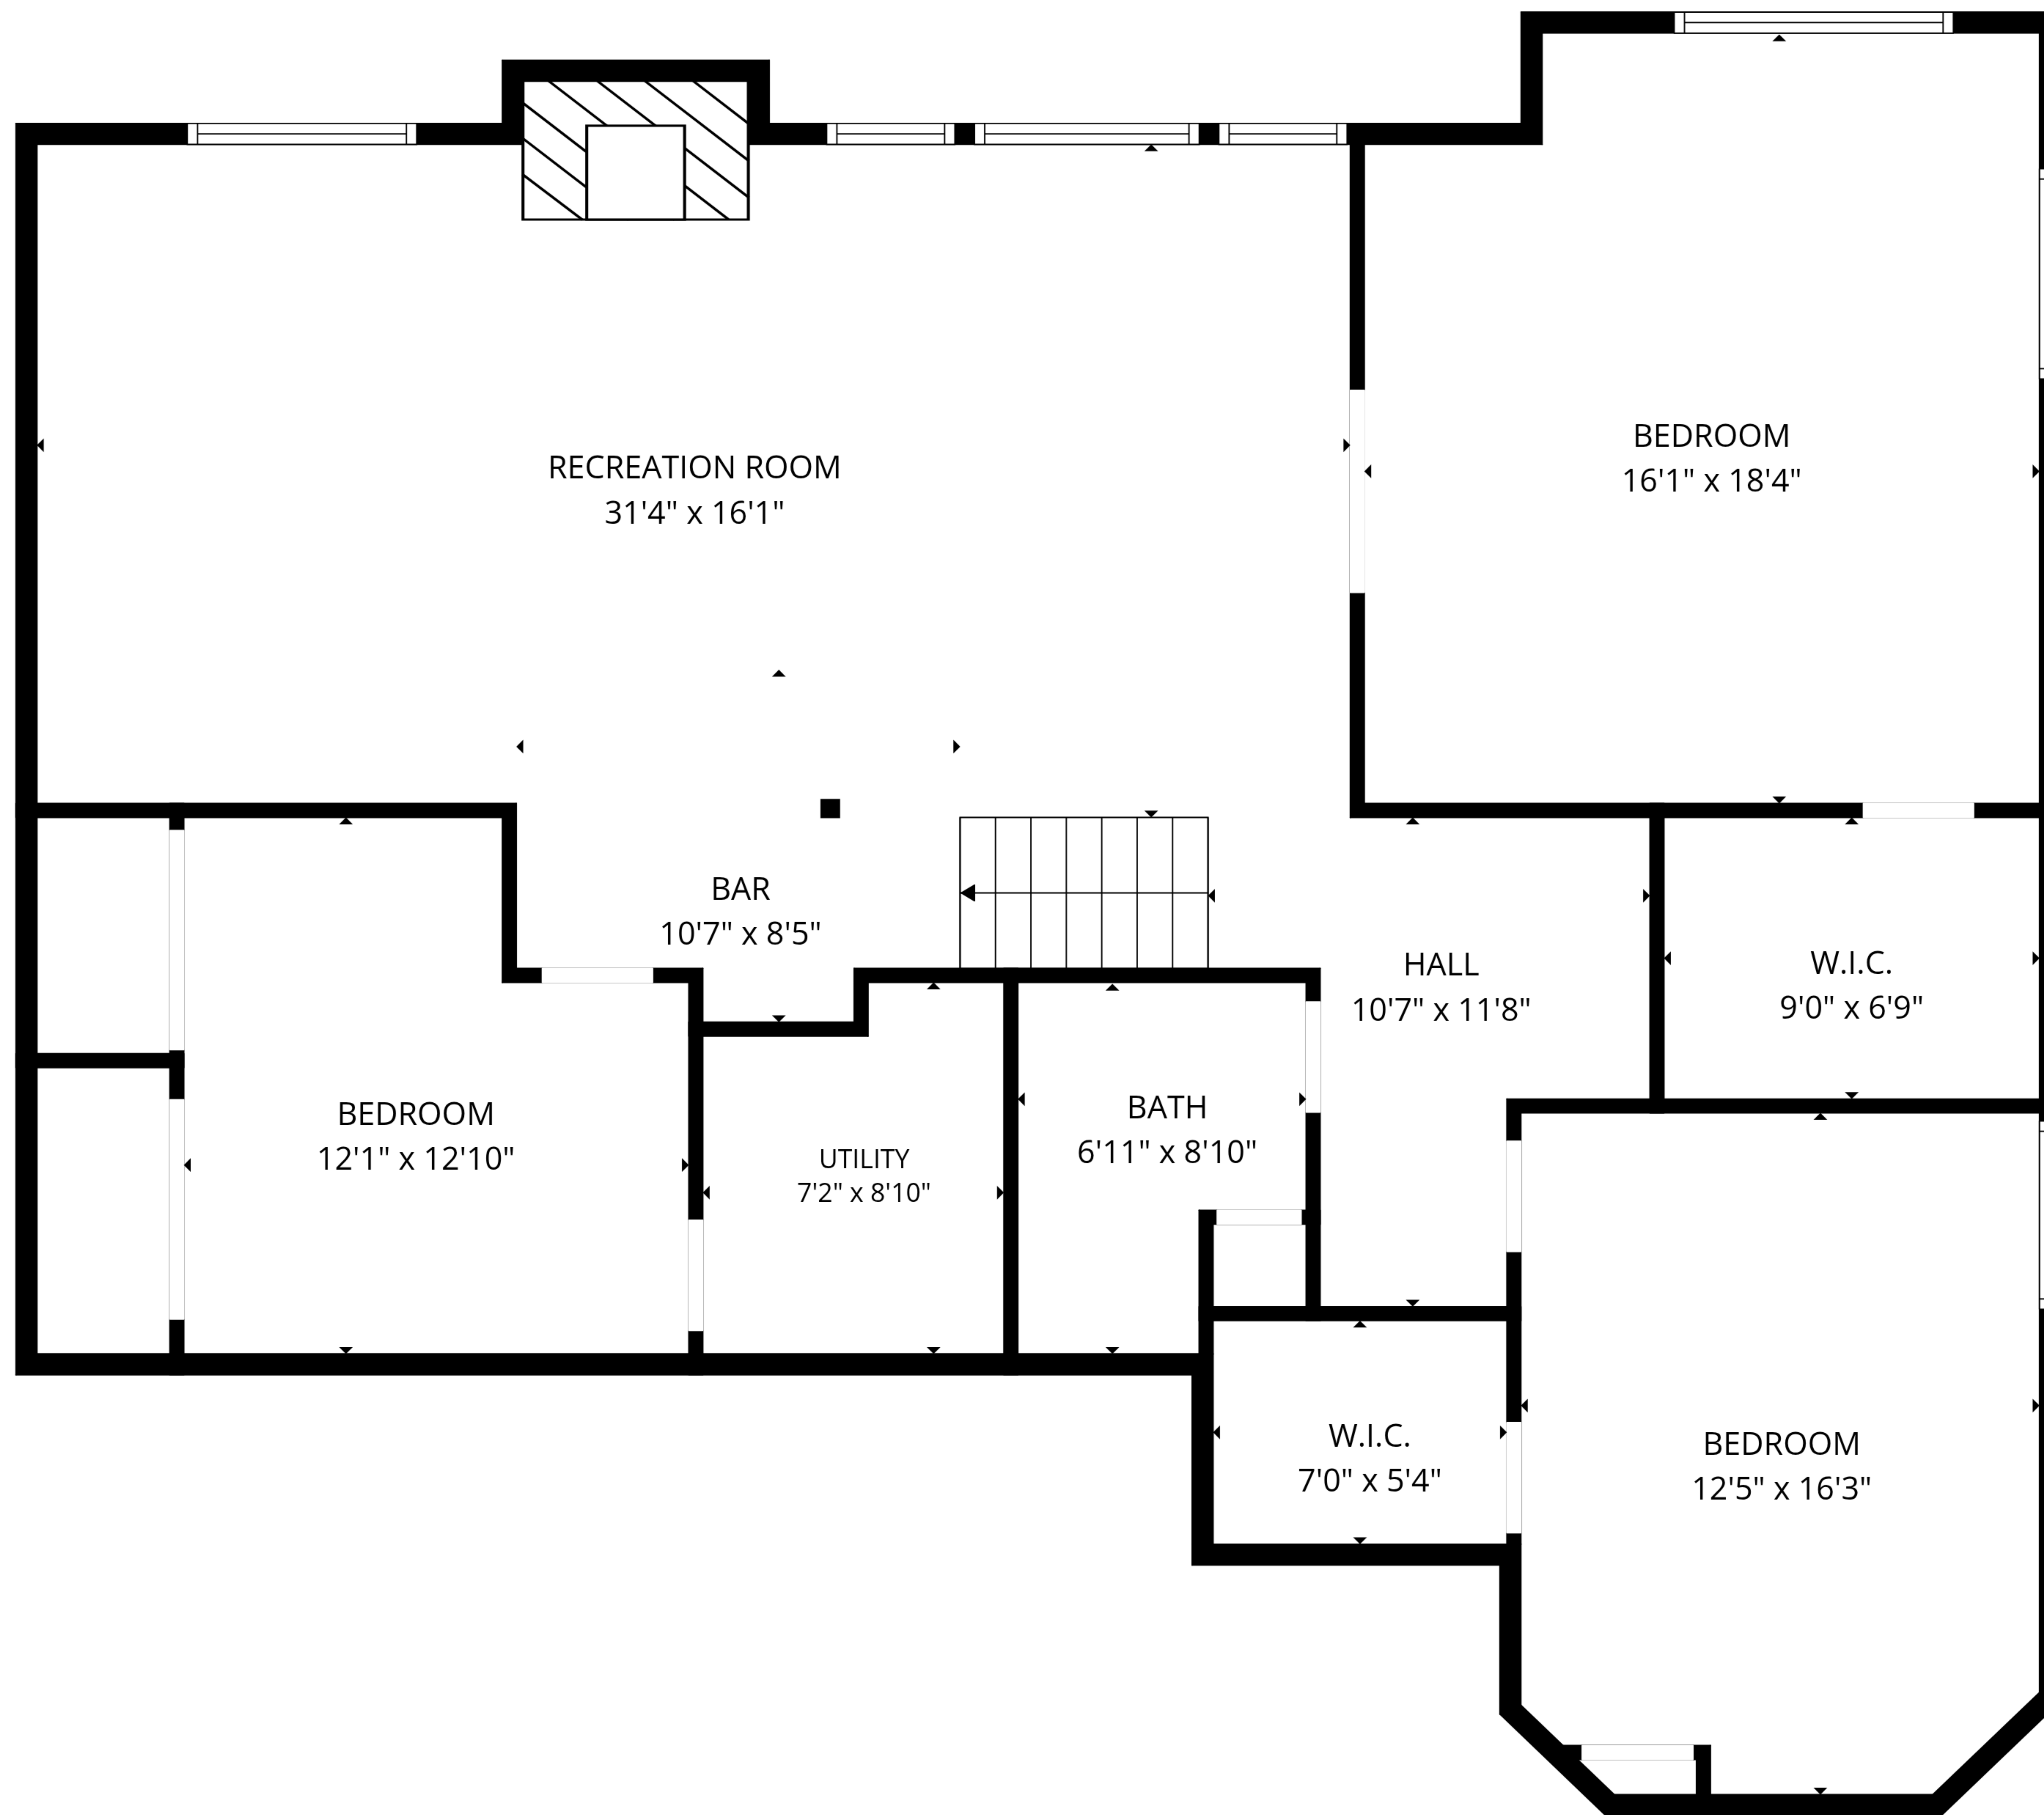 BEDROOM
16'1" x 18'4"
RECREATION ROOM
31'4" x 16'1"
BAR
10'7" x 8'5"
HALL
10'7" x 11'8"
W.I.C.
9'0" x 6'9"
BEDROOM
12'1" x 12'10"
UTILITY
7'2" x 8'10"
BATH
6'11" x 8'10"
W.I.C.
7'0" x 5'4"
BEDROOM
12'5" x 16'3"